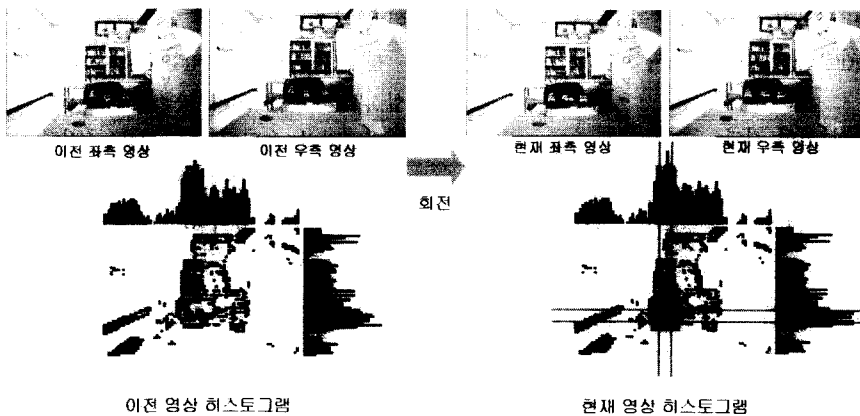 이전 좌측 영상
이전 우측 영상
현재 좌측 영상
현재 우측 영상
회전
이전 영상 히스토그램
현재 영상 히스토그램